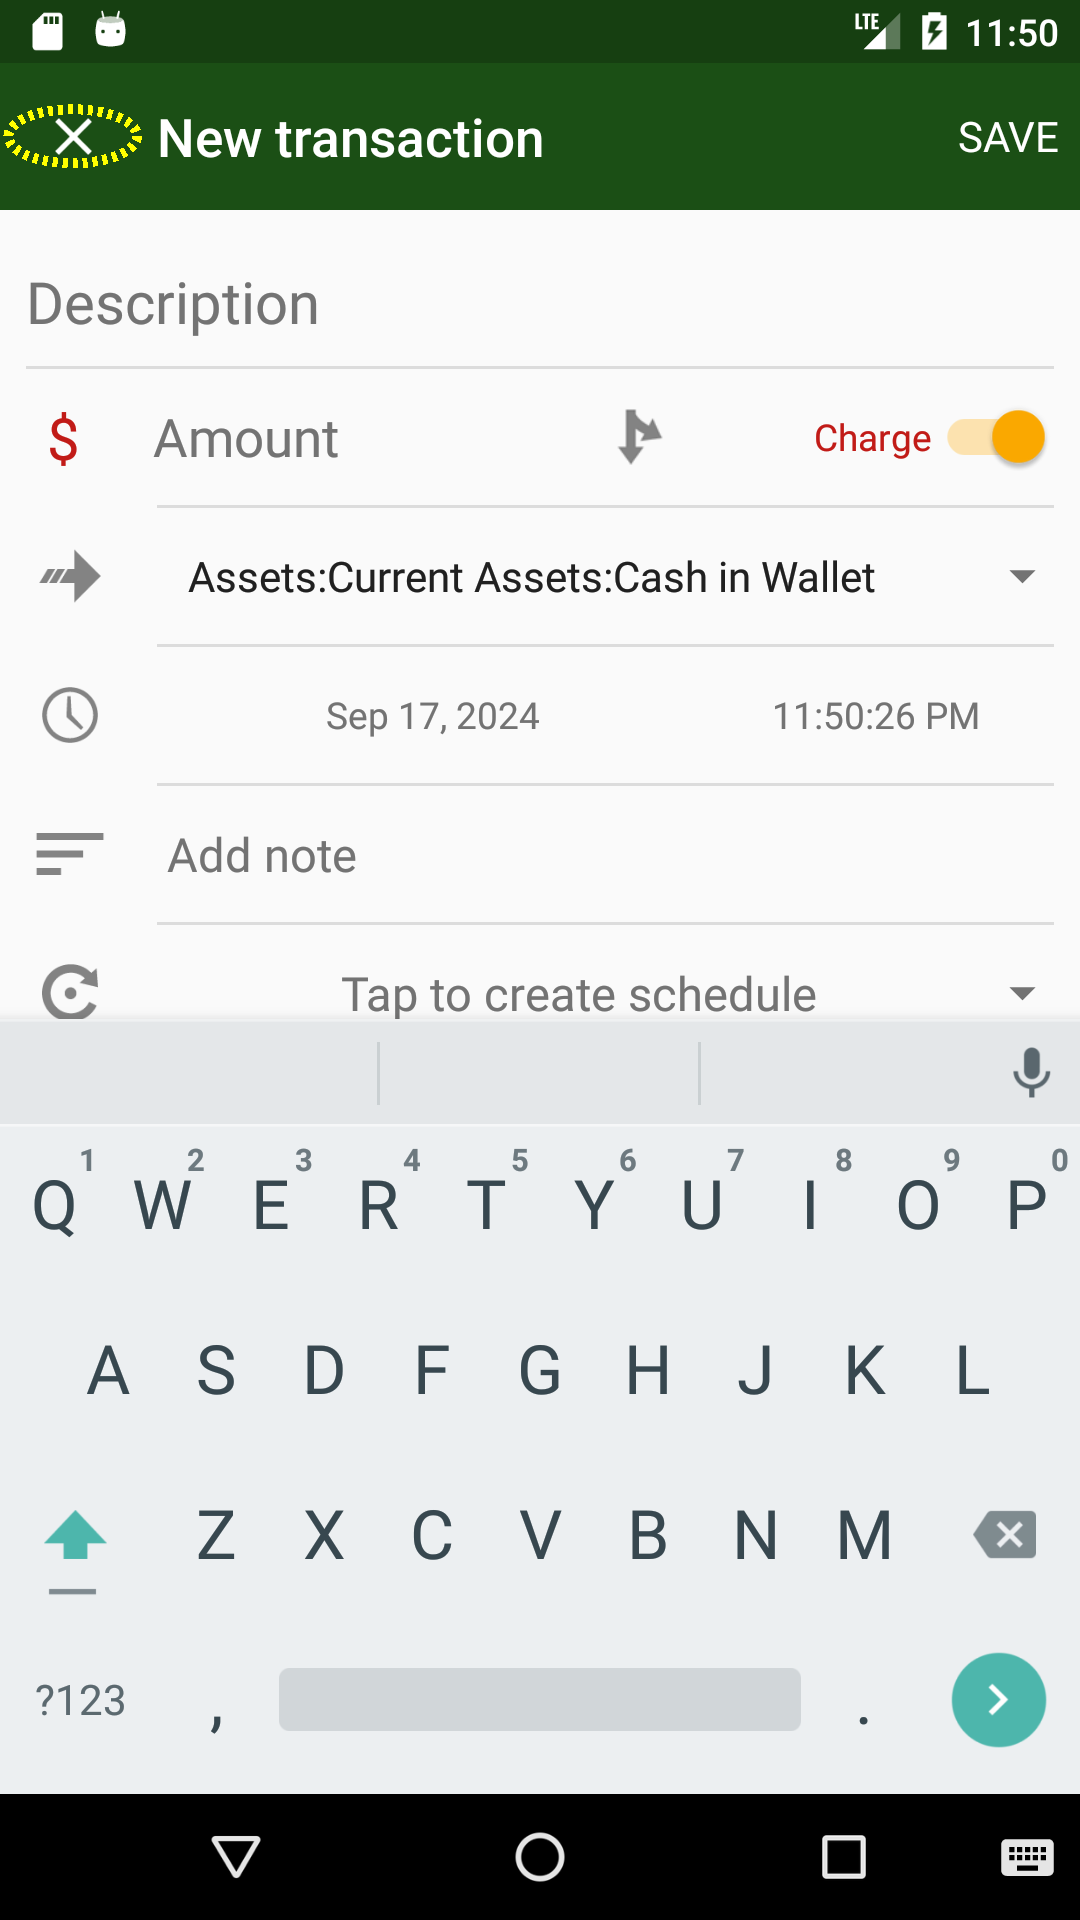 LTE 11:50
New transaction SAVE
Description
$ Amount Charge
Assets:Current Assets:Cash in Wallet
Sep 17, 2024 11:50:26 PM
Add note
Tap to create schedule
1 2 3 4 5 6 7 8 9 0
Q W E R T Y U I O P
A S D F G H J K L
Z X C V B N M
?123 , .